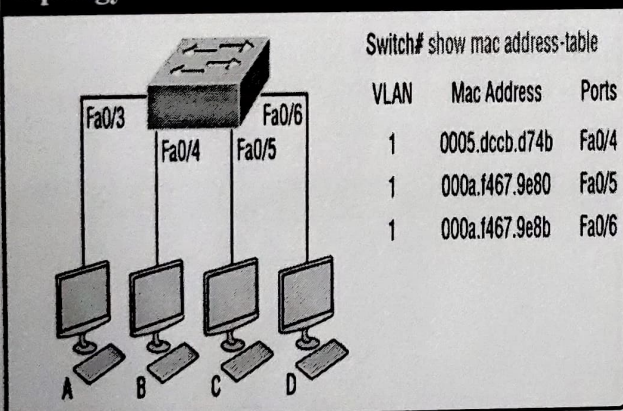 Switch# show mac address-table
VLAN Mac Address Ports
1 0005.dccb.d74b Fa0/4
1 000a.f467.9e80 Fa0/5
1 000a.f467.9e8b Fa0/6
Fa0/3
Fa0/4
Fa0/5
Fa0/6
A B C D